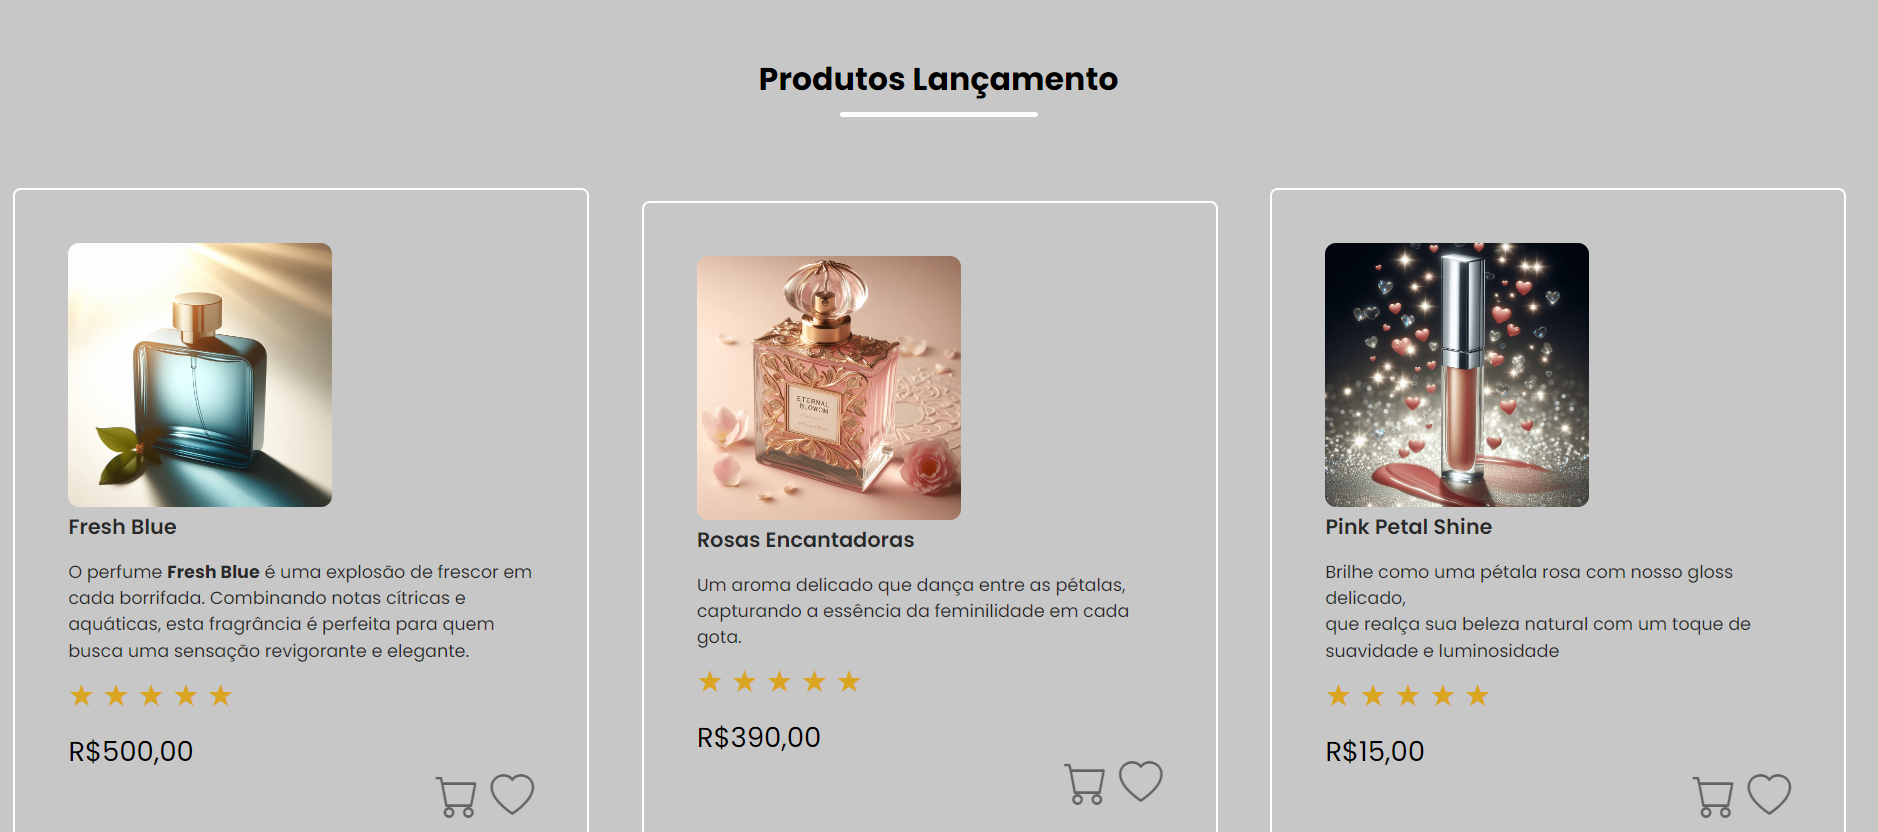 Produtos Lançamento
Fresh Blue
O perfume Fresh Blue é uma explosão de frescor em
cada borrifada. Combinando notas cítricas e
aquáticas, esta fragrância é perfeita para quem
busca uma sensação revigorante e elegante.
★ ★ ★ ★ ★
R$500,00
ETERNAL
BLOWOM
Rosas Encantadoras
Um aroma delicado que dança entre as pétalas,
capturando a essência da feminilidade em cada
gota.
★ ★ ★ ★ ★
R$390,00
Pink Petal Shine
Brilhe como uma pétala rosa com nosso gloss
delicado,
que realça sua beleza natural com um toque de
suavidade e luminosidade
★ ★ ★ ★ ★
R$15,00